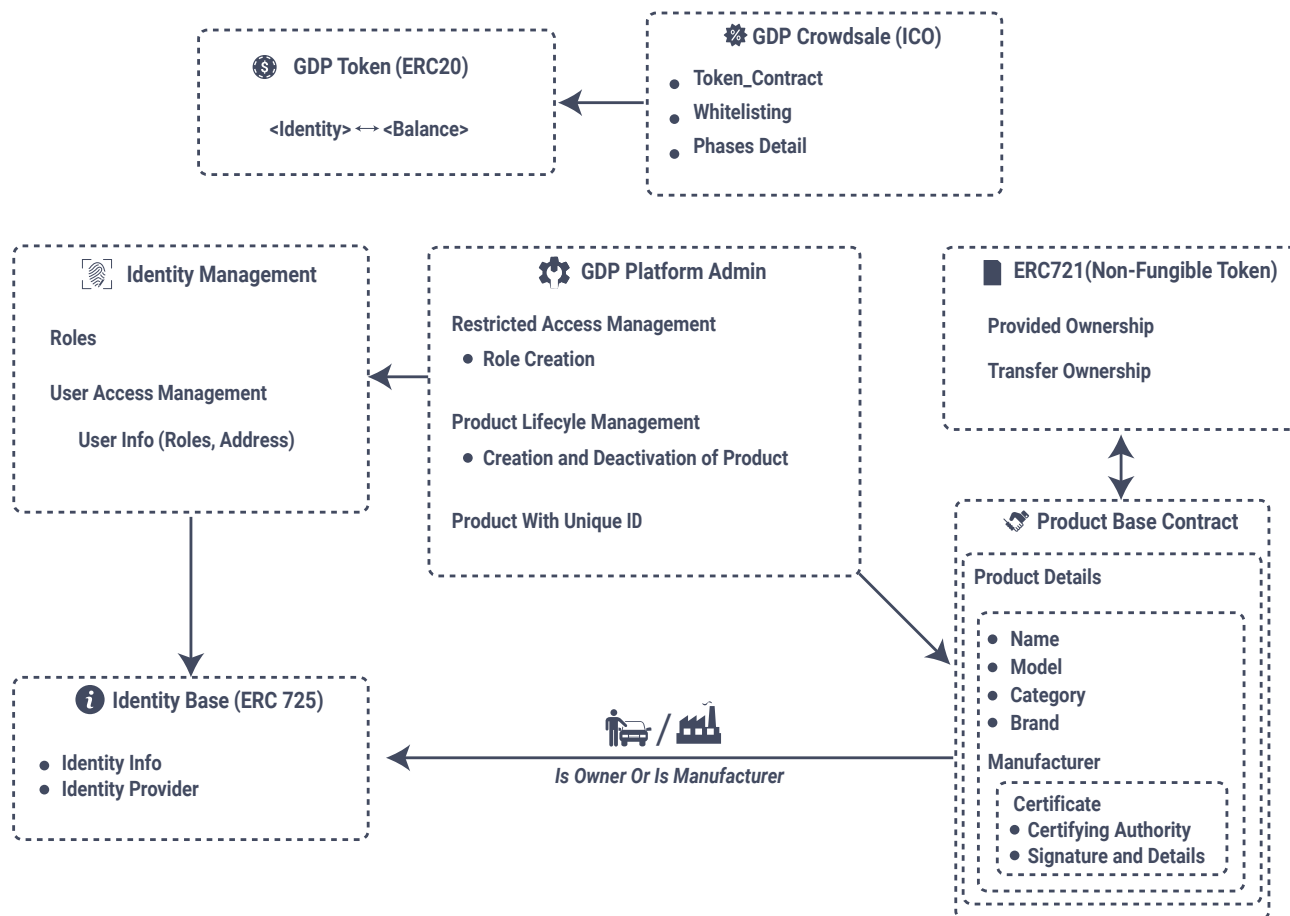 GDP Token (ERC20)
<Identity> ↔ <Balance>
GDP Crowdsale (ICO)
Token_Contract
Whitelisting
Phases Detail
Identity Management
Roles
User Access Management
User Info (Roles, Address)
GDP Platform Admin
Restricted Access Management
Role Creation
Product Lifecyle Management
Creation and Deactivation of Product
Product With Unique ID
ERC721(Non-Fungible Token)
Provided Ownership
Transfer Ownership
Product Base Contract
Product Details
Name
Model
Category
Brand
Manufacturer
Certificate
Certifying Authority
Signature and Details
Identity Base (ERC 725)
Identity Info
Identity Provider
/
Is Owner Or Is Manufacturer